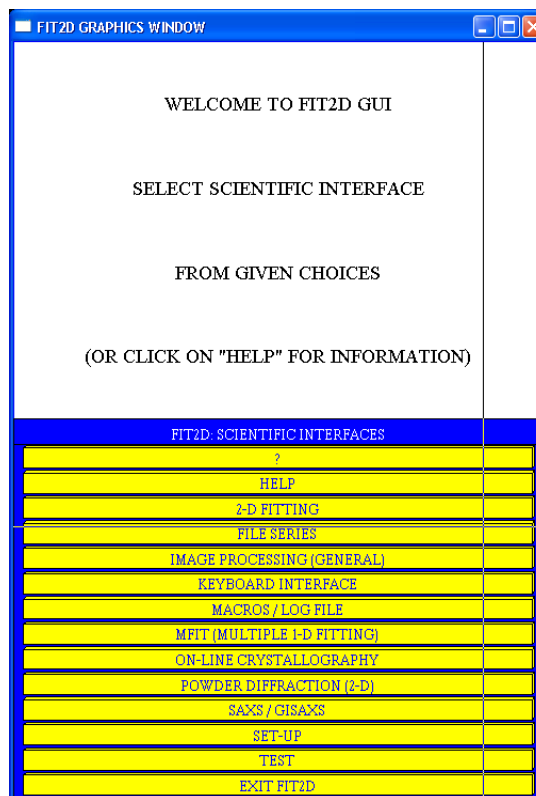 FIT2D GRAPHICS WINDOW
WELCOME TO FIT2D GUI
SELECT SCIENTIFIC INTERFACE
FROM GIVEN CHOICES
(OR CLICK ON "HELP" FOR INFORMATION)
FIT2D: SCIENTIFIC INTERFACES
?
HELP
2-D FITTING
FILE SERIES
IMAGE PROCESSING (GENERAL)
KEYBOARD INTERFACE
MACROS / LOG FILE
MFIT (MULTIPLE 1-D FITTING)
ON-LINE CRYSTALLOGRAPHY
POWDER DIFFRACTION (2-D)
SAXS / GISAXS
SET-UP
TEST
EXIT FIT2D